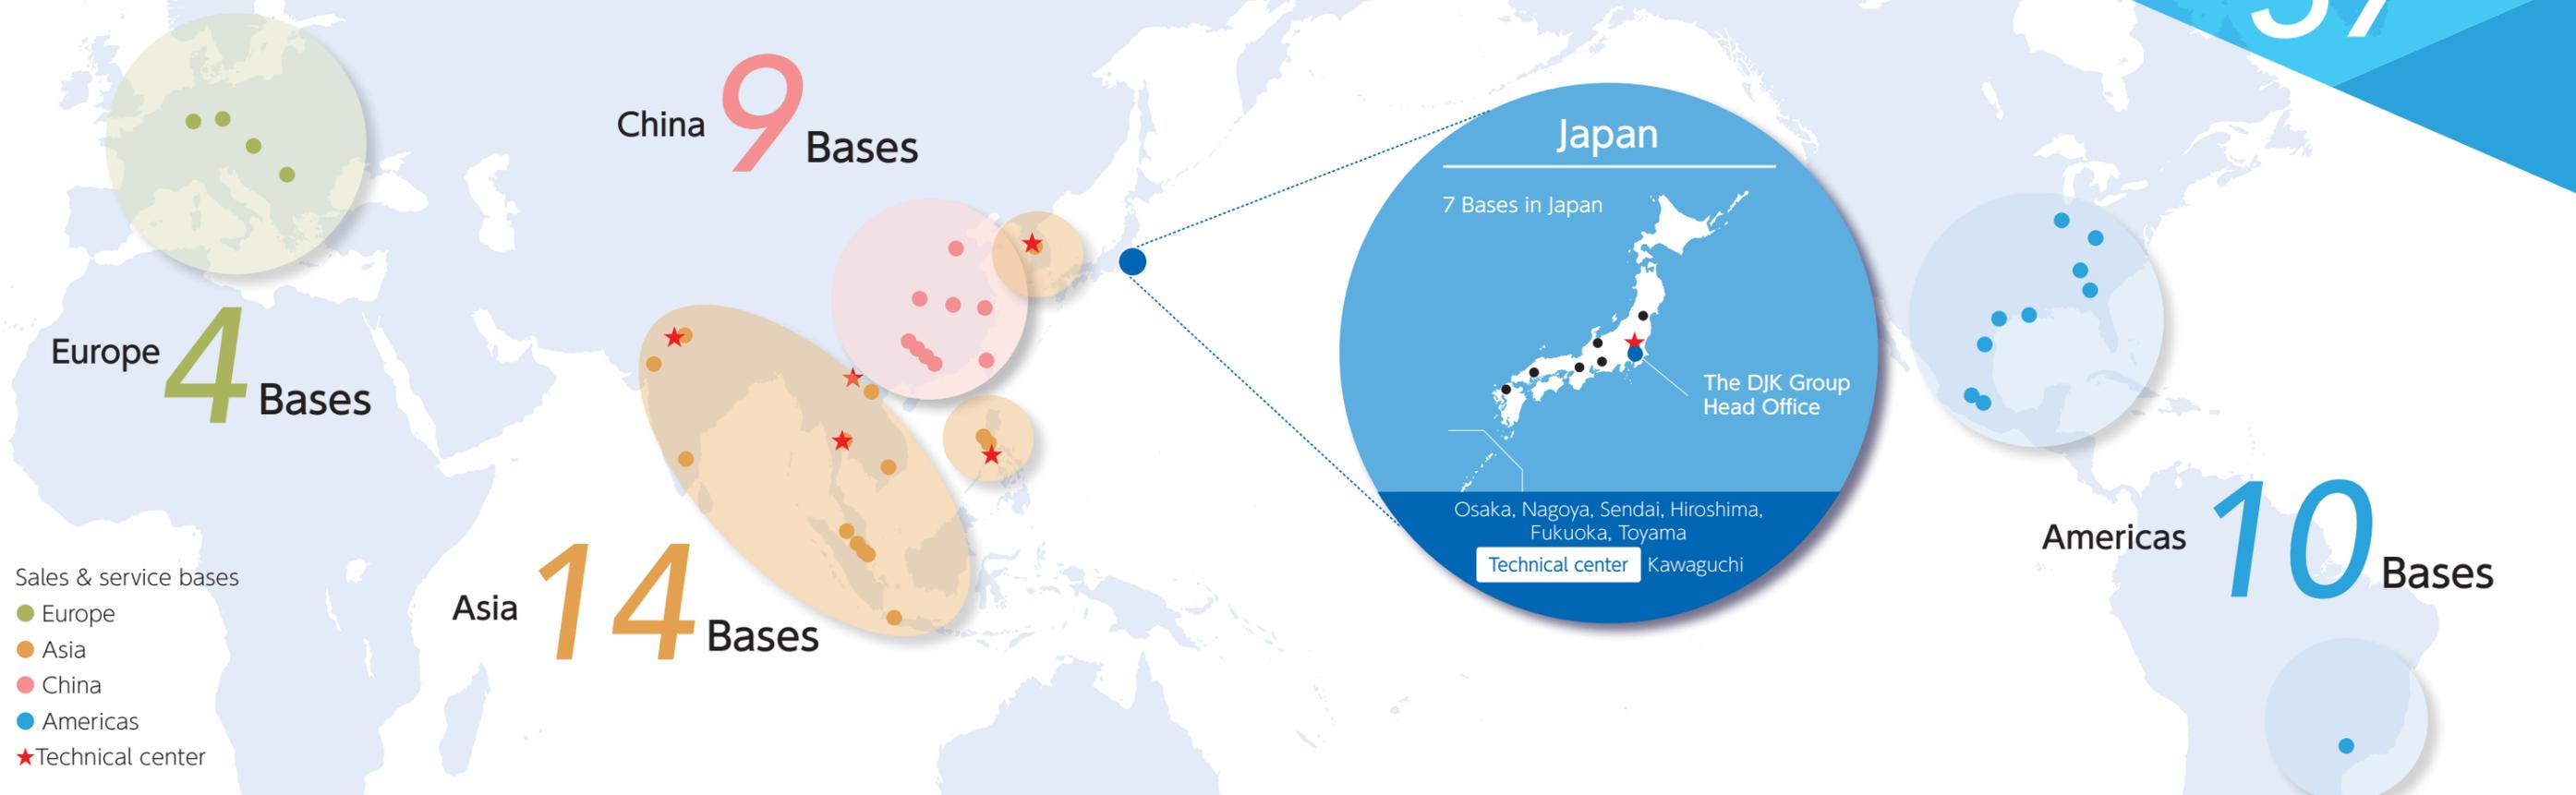 China 9 Bases
Japan
7 Bases in Japan
The DJK Group
Head Office
Osaka, Nagoya, Sendai, Hiroshima,
Fukuoka, Toyama
Technical center Kawaguchi
Europe 4 Bases
Asia 14 Bases
Americas 10 Bases
Sales & service bases
Europe
Asia
China
Americas
Technical center